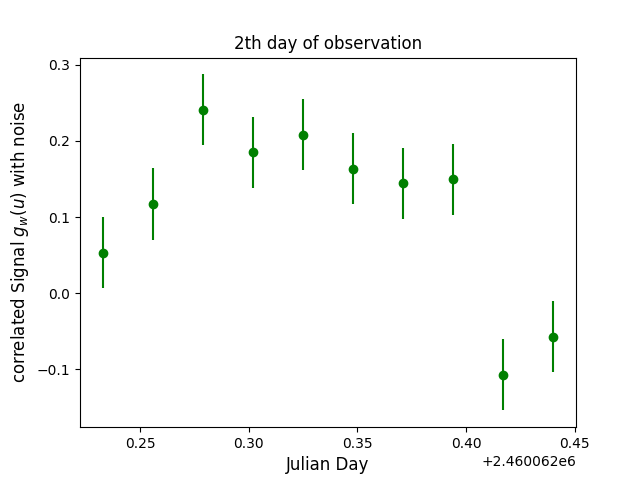 2th day of observation
correlated Signal g_w(u) with noise
0.3
0.2
0.1
0.0
−0.1
0.25 0.30 0.35 0.40 0.45
Julian Day
+2.460062e6